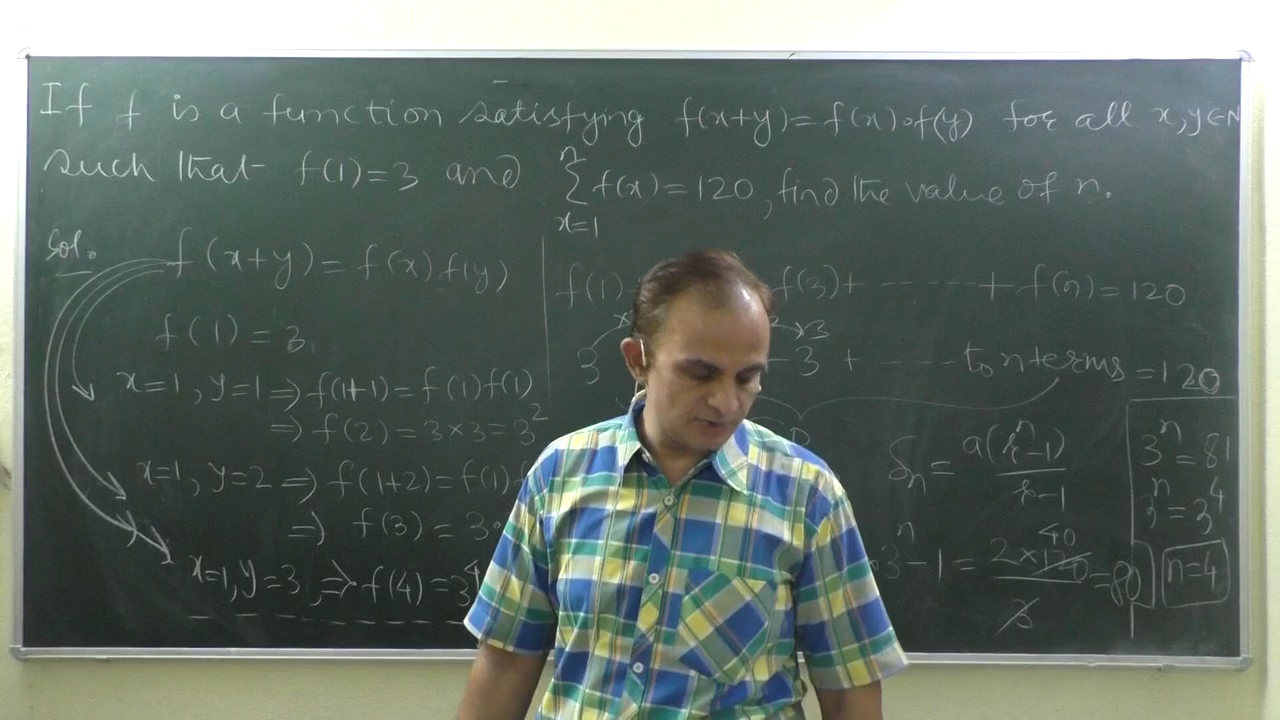 If f is a function satisfying f(x+y)=f(x)·f(y) for all x,y∈N
such that f(1)=3 and \sum_{x=1}^{n} f(x)=120, find the value of n.
Sol.
f(x+y)=f(x)f(y)
f(1)=3
x=1, y=1 ⇒ f(1+1)=f(1)f(1)
⇒ f(2)=3×3=3²
x=1, y=2 ⇒ f(1+2)=f(1)
⇒ f(3)=3
x=1, y=3, ⇒ f(4)=3⁴
f(1) f(3)+ ------ + f(n)=120
3 3 + ----- to n terms =120
Sₙ = a(rⁿ-1)/(r-1)
3ⁿ-1 = 2×120/3 =80
40
3ⁿ=81
3ⁿ=3⁴
n=4